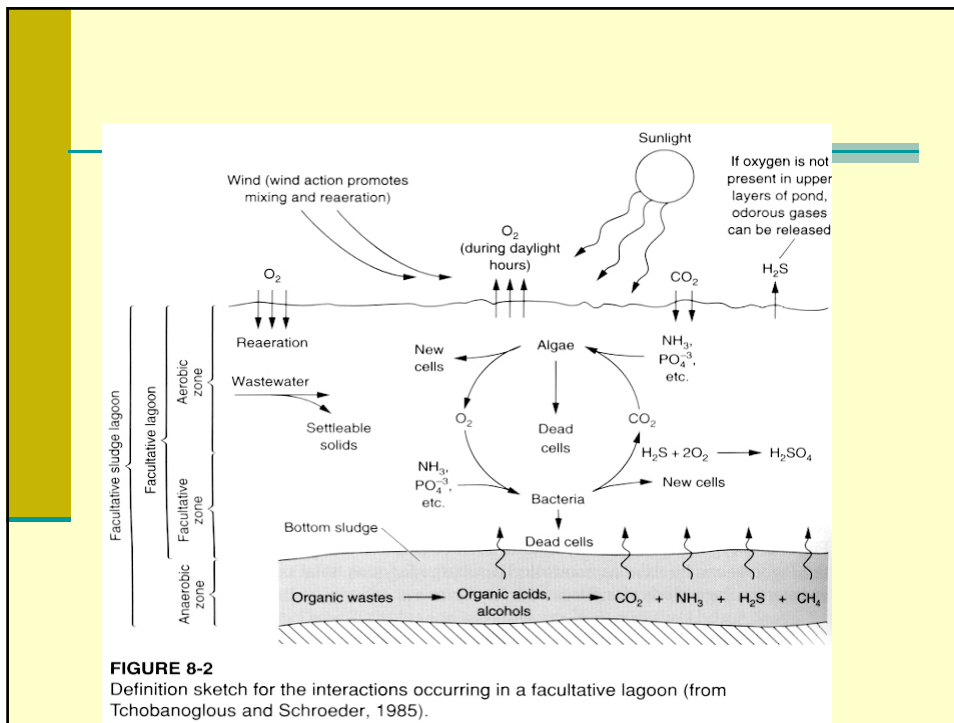 Sunlight
If oxygen is not
present in upper
layers of pond,
odorous gases
can be released
Wind (wind action promotes
mixing and reaeration)
O₂
(during daylight
hours)
O₂
CO₂
H₂S
Reaeration
New
cells
Algae
NH₃,
PO₄⁻³,
etc.
Wastewater
Settleable
solids
O₂
Dead
cells
CO₂
H₂S + 2O₂ → H₂SO₄
NH₃,
PO₄⁻³,
etc.
Bacteria
New cells
Dead cells
Bottom sludge
Facultative sludge lagoon
Facultative lagoon
Aerobic
zone
Facultative
zone
Anaerobic
zone
Organic wastes → Organic acids,
alcohols → CO₂ + NH₃ + H₂S + CH₄
FIGURE 8-2
Definition sketch for the interactions occurring in a facultative lagoon (from
Tchobanoglous and Schroeder, 1985).